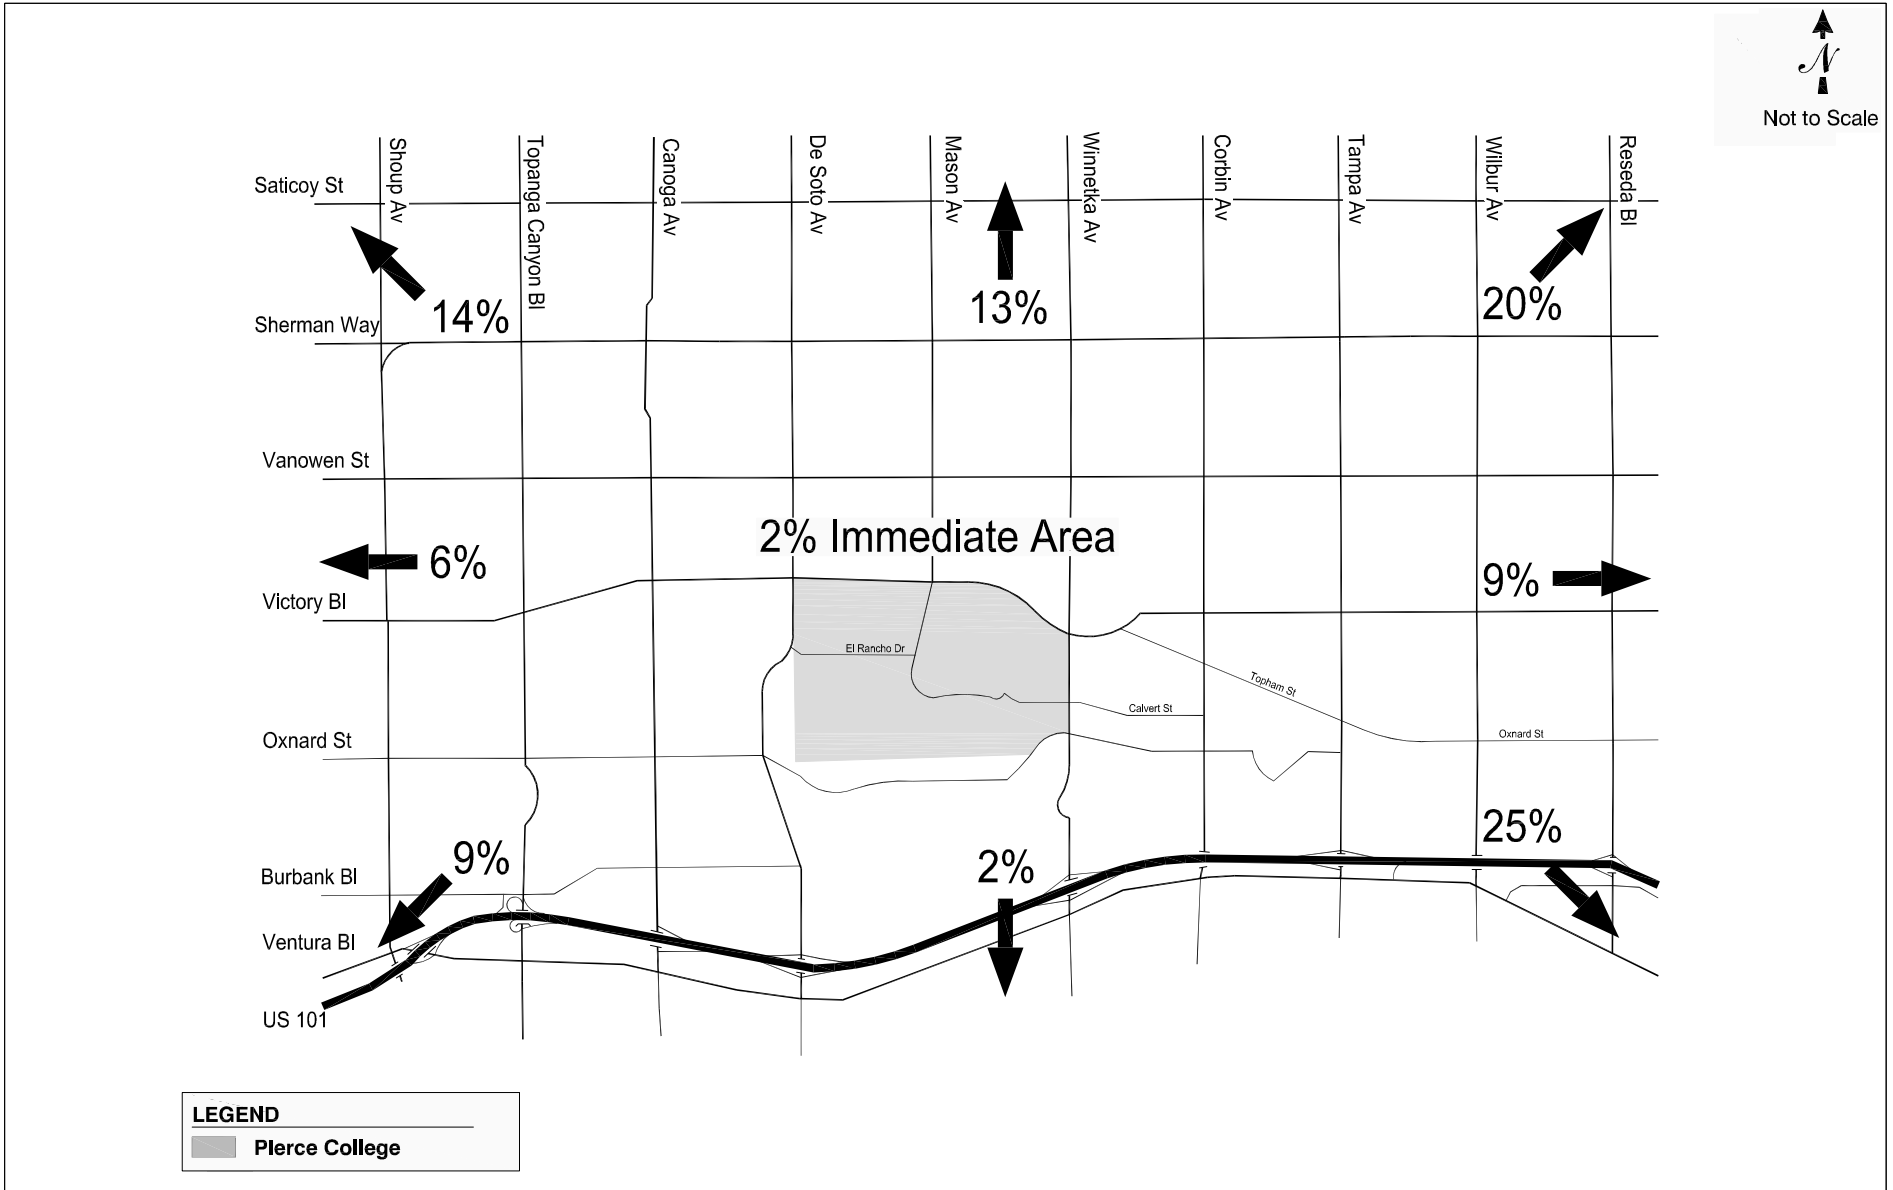 N
Not to Scale
Shoup Av
Topanga Canyon Bl
Canoga Av
De Soto Av
Mason Av
Winnetka Av
Corbin Av
Tampa Av
Wilbur Av
Reseda Bl
Saticoy St
14%
13%
20%
Sherman Way
Vanowen St
2% Immediate Area
6%
9%
Victory Bl
El Rancho Dr
Topham St
Calvert St
Oxnard St
Oxnard St
25%
9%
2%
Burbank Bl
Ventura Bl
US 101
LEGEND
PIerce College